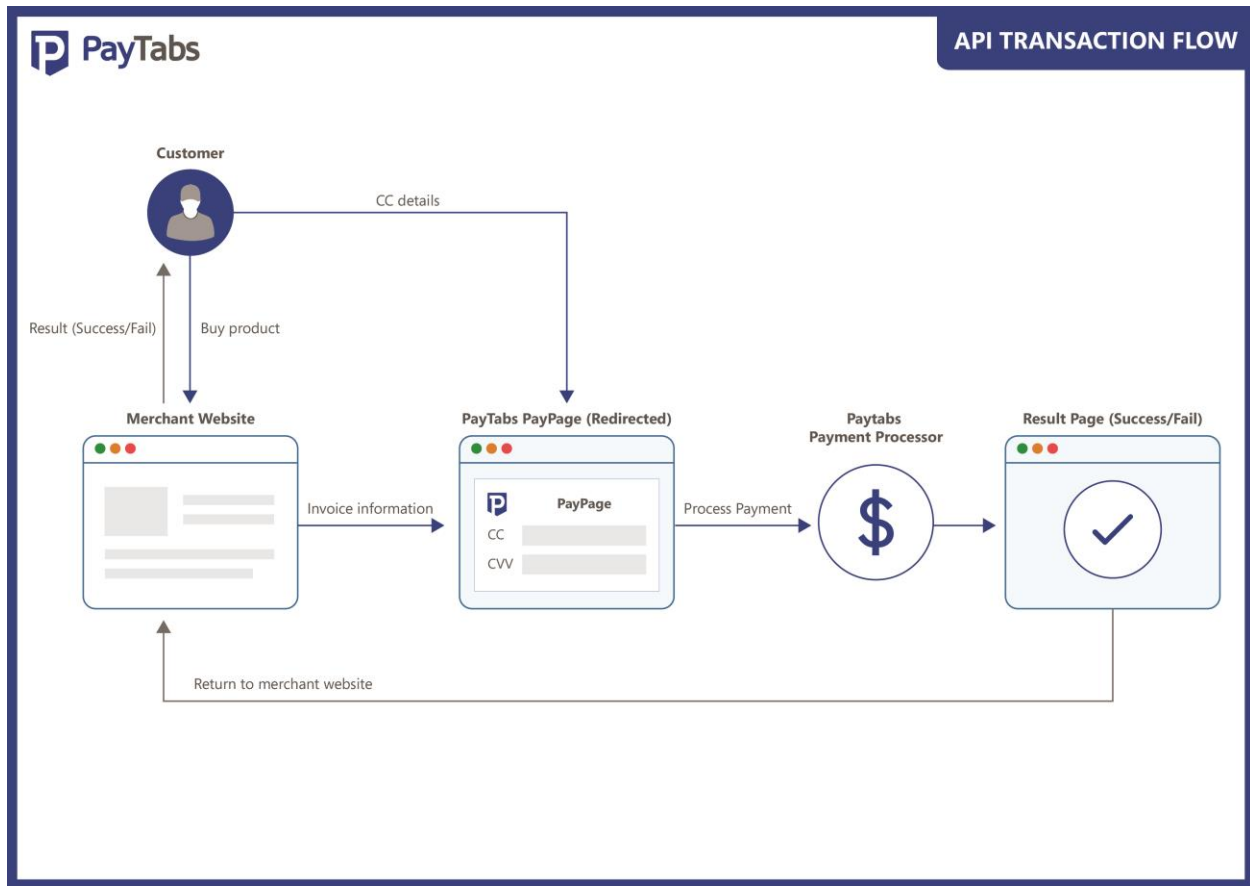 PayTabs
API TRANSACTION FLOW
Customer
CC details
Result (Success/Fail)
Buy product
Merchant Website
PayTabs PayPage (Redirected)
Paytabs
Payment Processor
Result Page (Success/Fail)
Invoice information
PayPage
CC
CVV
Process Payment
$
Return to merchant website